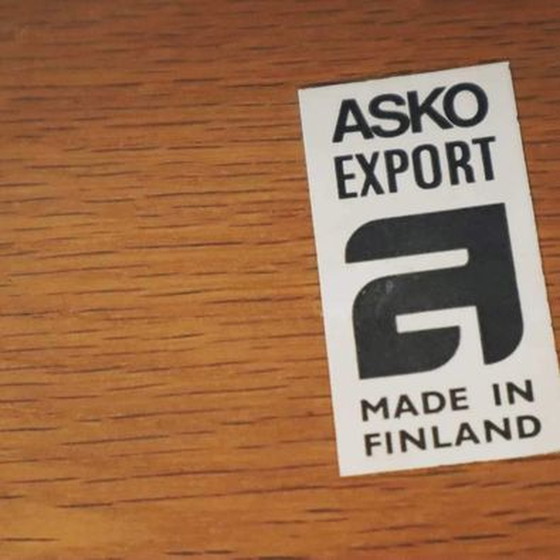 ASKO
EXPORT
a
MADE IN
FINLAND